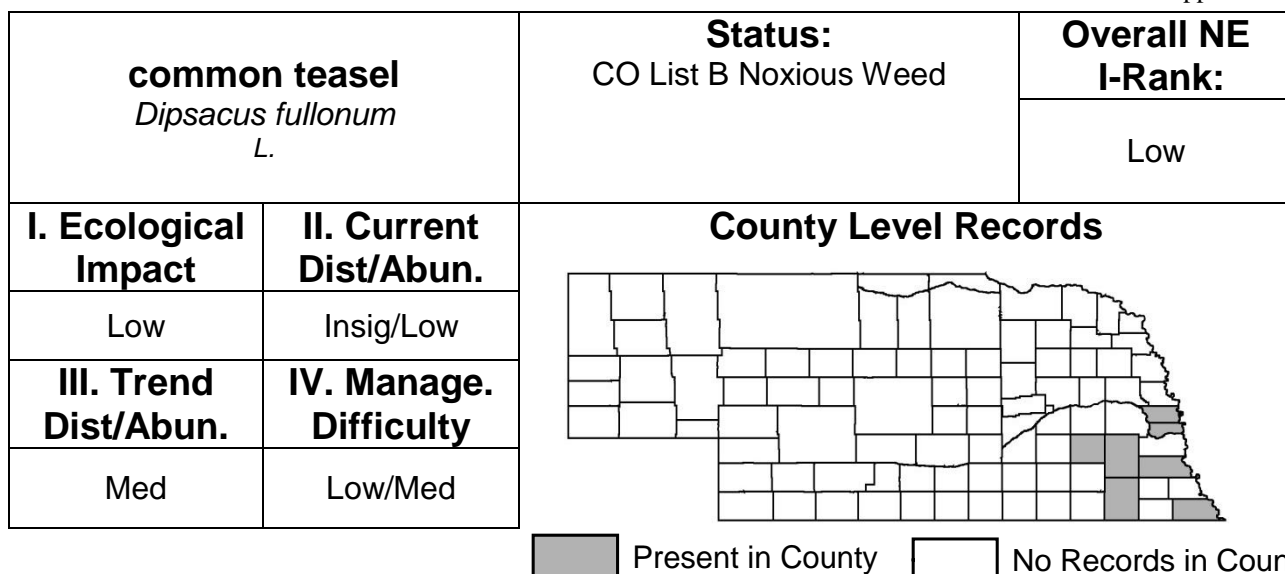 common teasel
Dipsacus fullonum
L.
Status:
CO List B Noxious Weed
Overall NE
I-Rank:
Low
I. Ecological
Impact
II. Current
Dist/Abun.
Low
Insig/Low
III. Trend
Dist/Abun.
IV. Manage.
Difficulty
Med
Low/Med
County Level Records
Present in County
No Records in Coun